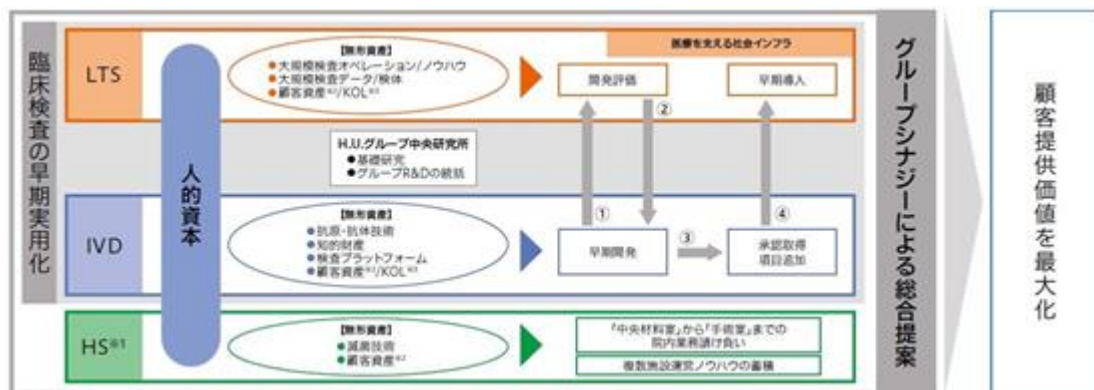 臨床検査の早期実用化
人的資本
LTS
【無形資産】
●大規模検査オペレーション/ノウハウ
●大規模検査データ/検体
●顧客資産※2/KOL※3
医療を支える社会インフラ
開発評価
早期導入
②
H.U.グループ中央研究所
●基礎研究
●グループR&Dの統括
IVD
【無形資産】
●抗原・抗体技術
●知的財産
●検査プラットフォーム
●顧客資産※2/KOL※3
①
③
④
早期開発
承認取得
項目追加
HS※1
【無形資産】
●滅菌技術
●顧客資産※2
「中央材料室」から「手術室」までの
院内業務請け負い
複数施設運営ノウハウの蓄積
グループシナジーによる総合提案
顧客提供価値を最大化